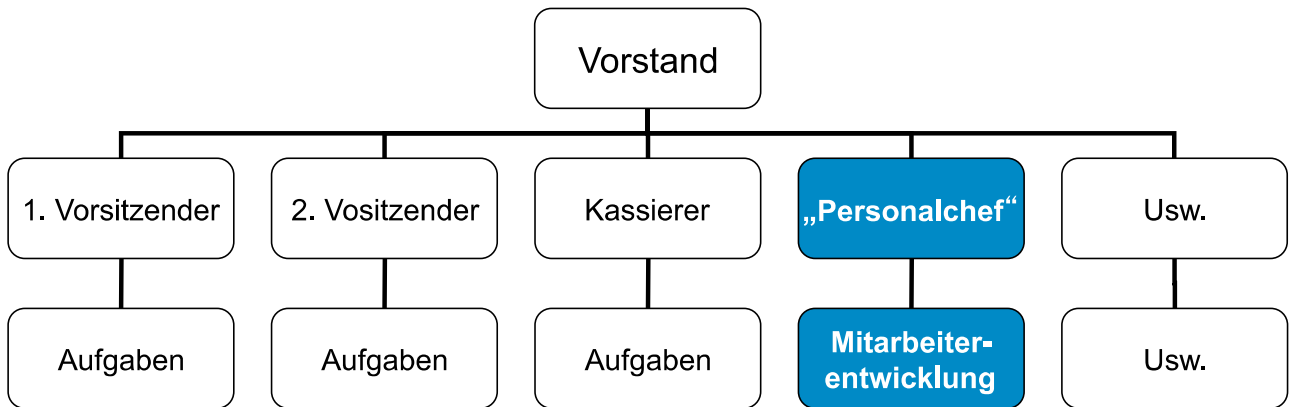 Vorstand
1. Vorsitzender
2. Vositzender
Kassierer
„Personalchef“
Usw.
Aufgaben
Aufgaben
Aufgaben
Mitarbeiter-
entwicklung
Usw.